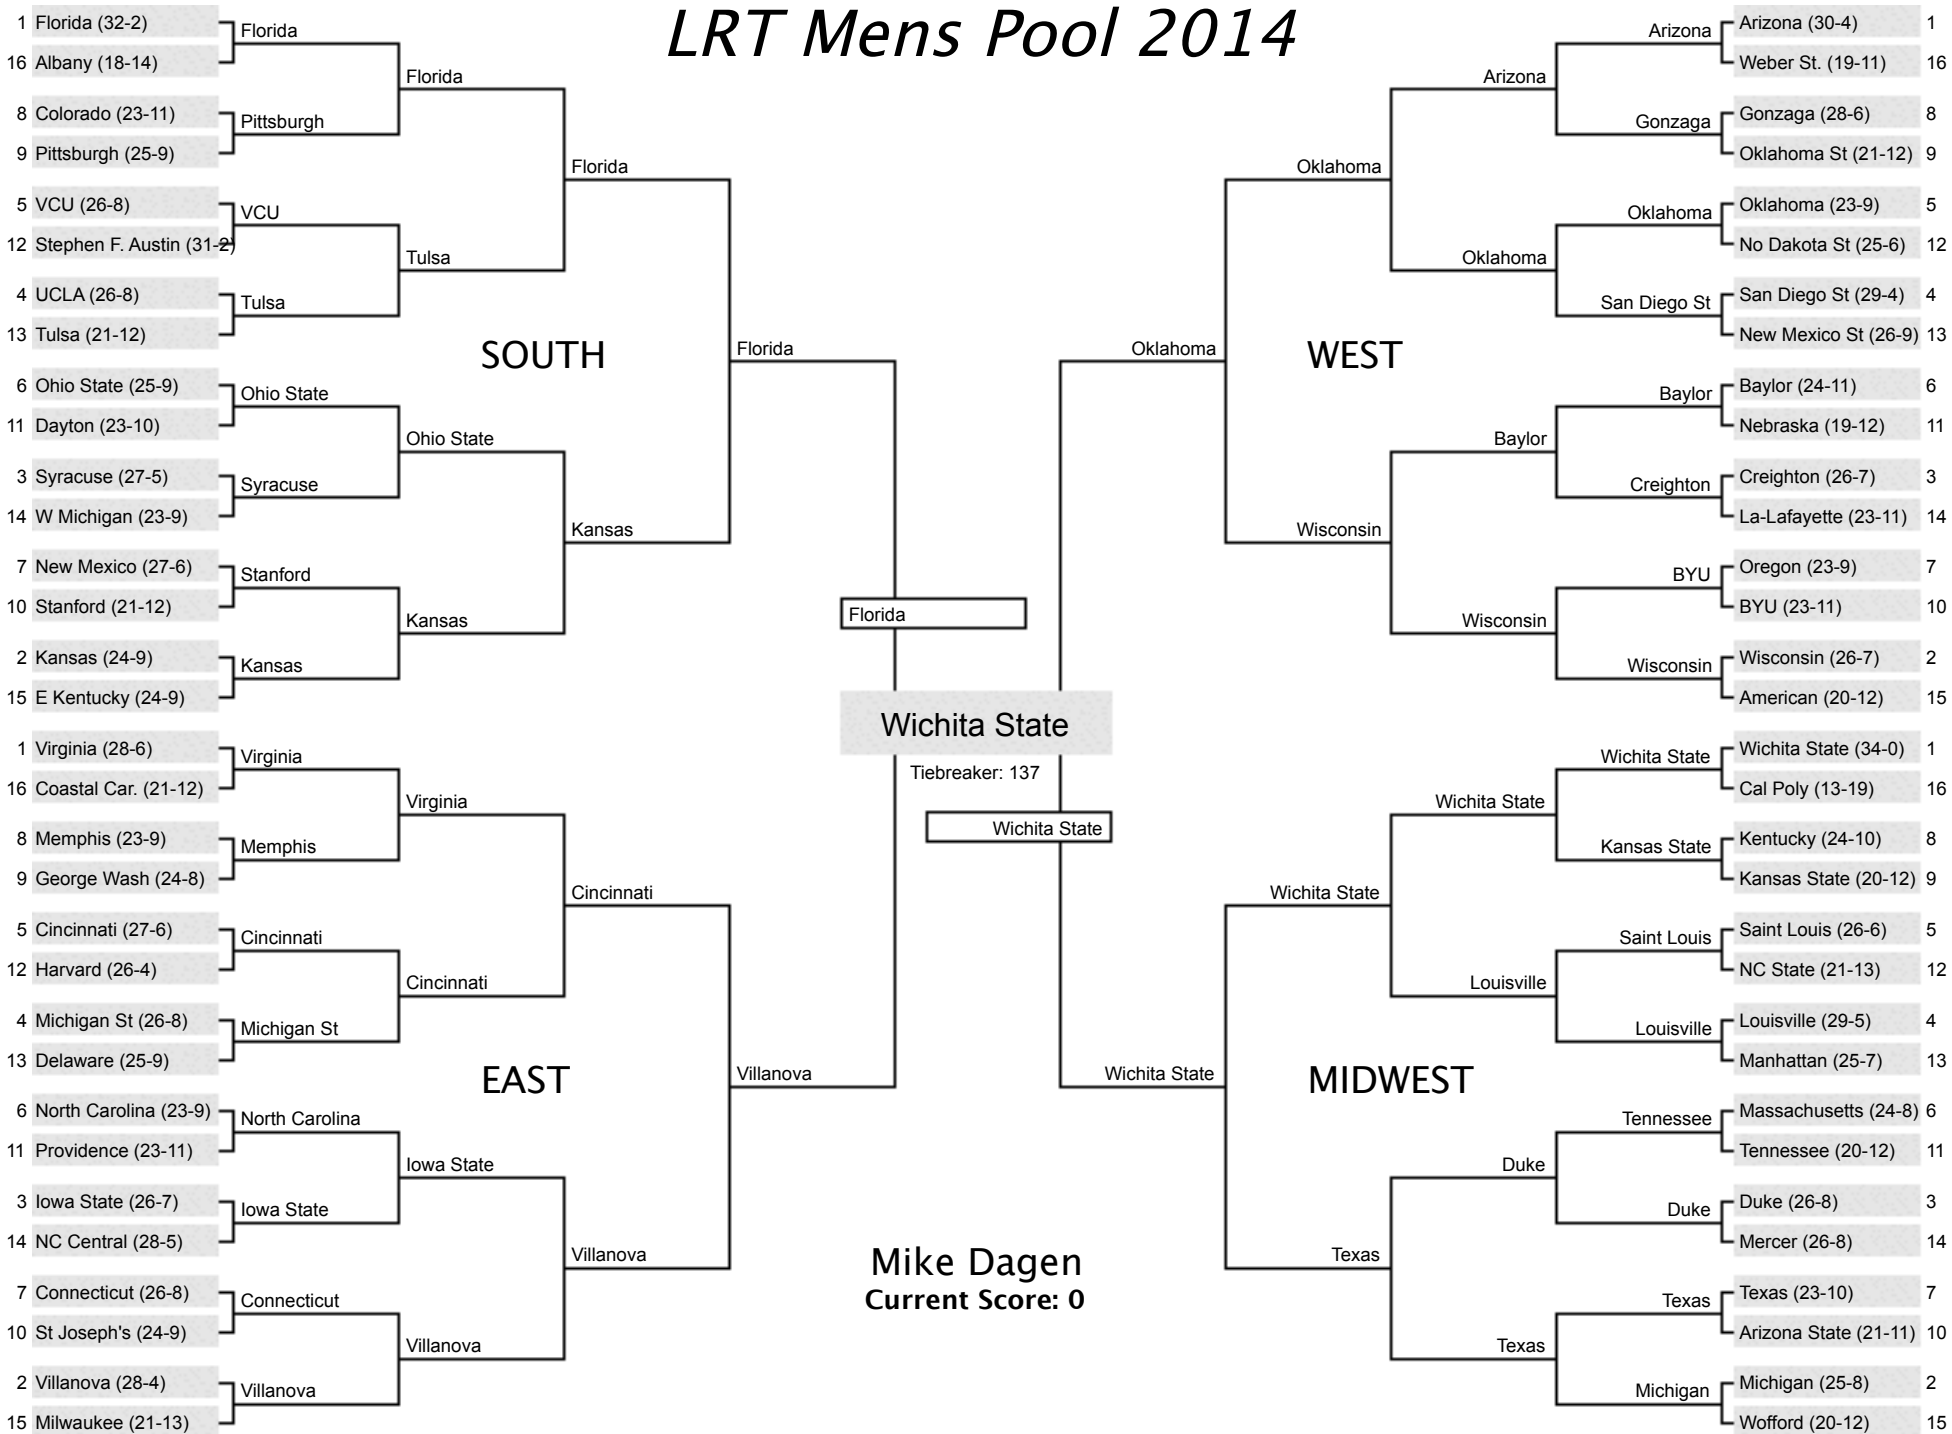 LRT Mens Pool 2014
1 Florida (32-2)
16 Albany (18-14)
8 Colorado (23-11)
9 Pittsburgh (25-9)
5 VCU (26-8)
12 Stephen F. Austin (31-2)
4 UCLA (26-8)
13 Tulsa (21-12)
6 Ohio State (25-9)
11 Dayton (23-10)
3 Syracuse (27-5)
14 W Michigan (23-9)
7 New Mexico (27-6)
10 Stanford (21-12)
2 Kansas (24-9)
15 E Kentucky (24-9)
Florida
Pittsburgh
VCU
Tulsa
Ohio State
Syracuse
Stanford
Kansas
Florida
Tulsa
Ohio State
Kansas
Florida
Kansas
SOUTH
Florida
1 Virginia (28-6)
16 Coastal Car. (21-12)
8 Memphis (23-9)
9 George Wash (24-8)
5 Cincinnati (27-6)
12 Harvard (26-4)
4 Michigan St (26-8)
13 Delaware (25-9)
6 North Carolina (23-9)
11 Providence (23-11)
3 Iowa State (26-7)
14 NC Central (28-5)
7 Connecticut (26-8)
10 St Joseph's (24-9)
2 Villanova (28-4)
15 Milwaukee (21-13)
Virginia
Memphis
Cincinnati
Michigan St
North Carolina
Iowa State
Connecticut
Villanova
Virginia
Cincinnati
Iowa State
Villanova
Cincinnati
Villanova
EAST
Villanova
Florida
Wichita State
Tiebreaker: 137
Wichita State
Mike Dagen
Current Score: 0
Oklahoma
WEST
Oklahoma
Wisconsin
Arizona
Oklahoma
Baylor
Wisconsin
Arizona
Gonzaga
Oklahoma
San Diego St
Baylor
Creighton
BYU
Wisconsin
Arizona (30-4) 1
Weber St. (19-11) 16
Gonzaga (28-6) 8
Oklahoma St (21-12) 9
Oklahoma (23-9) 5
No Dakota St (25-6) 12
San Diego St (29-4) 4
New Mexico St (26-9) 13
Baylor (24-11) 6
Nebraska (19-12) 11
Creighton (26-7) 3
La-Lafayette (23-11) 14
Oregon (23-9) 7
BYU (23-11) 10
Wisconsin (26-7) 2
American (20-12) 15
Wichita State
MIDWEST
Wichita State
Texas
Wichita State
Louisville
Duke
Texas
Wichita State
Kansas State
Saint Louis
Louisville
Tennessee
Duke
Texas
Michigan
Wichita State (34-0) 1
Cal Poly (13-19) 16
Kentucky (24-10) 8
Kansas State (20-12) 9
Saint Louis (26-6) 5
NC State (21-13) 12
Louisville (29-5) 4
Manhattan (25-7) 13
Massachusetts (24-8) 6
Tennessee (20-12) 11
Duke (26-8) 3
Mercer (26-8) 14
Texas (23-10) 7
Arizona State (21-11) 10
Michigan (25-8) 2
Wofford (20-12) 15